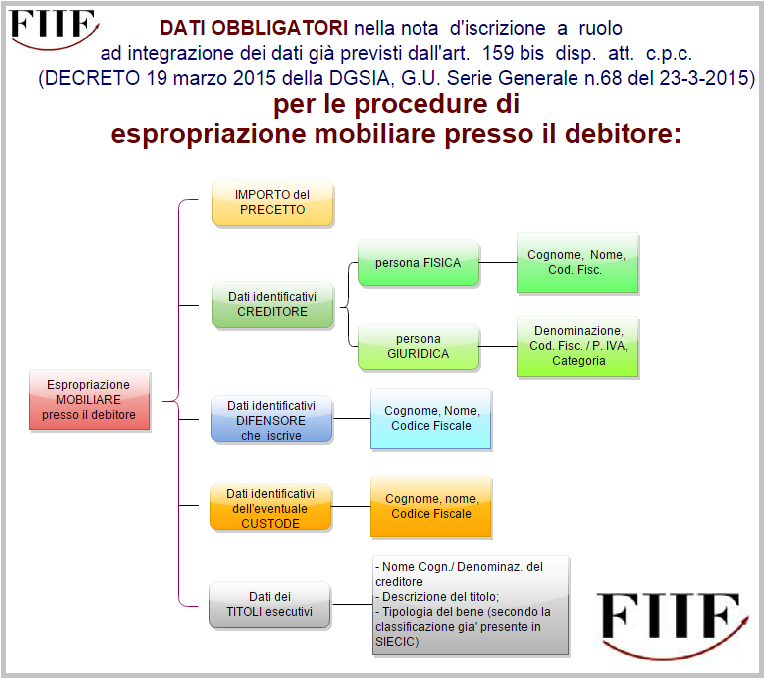 FIIF
DATI OBBLIGATORI nella nota d'iscrizione a ruolo
ad integrazione dei dati già previsti dall'art. 159 bis disp. att. c.p.c.
(DECRETO 19 marzo 2015 della DGSIA, G.U. Serie Generale n.68 del 23-3-2015)
per le procedure di
espropriazione mobiliare presso il debitore:
Espropriazione
MOBILIARE
presso il debitore
IMPORTO del
PRECETTO
Dati identificativi
CREDITORE
persona FISICA
Cognome, Nome,
Cod. Fisc.
persona
GIURIDICA
Denominazione,
Cod. Fisc. / P. IVA,
Categoria
Dati identificativi
DIFENSORE
che iscrive
Cognome, Nome,
Codice Fiscale
Dati identificativi
dell'eventuale
CUSTODE
Cognome, nome,
Codice Fiscale
Dati dei
TITOLI esecutivi
- Nome Cogn./ Denominaz. del
creditore
- Descrizione del titolo;
- Tipologia del bene (secondo la
classificazione gia' presente in
SIECIC)
FIIF